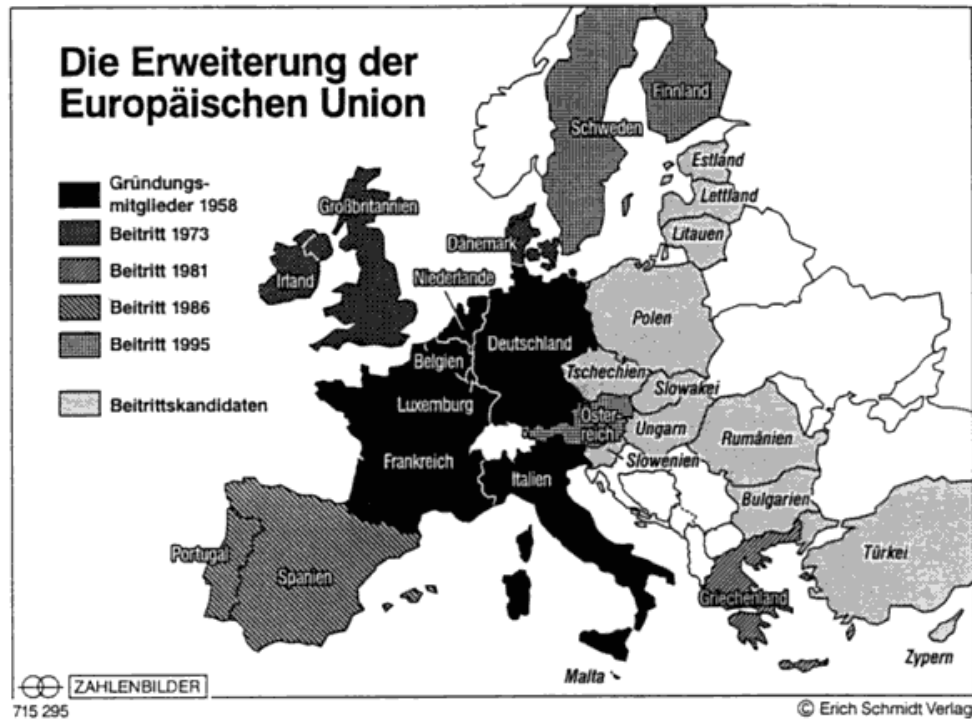 Die Erweiterung der
Europäischen Union
Gründungs-
mitglieder 1958
Beitritt 1973
Beitritt 1981
Beitritt 1986
Beitritt 1995
Beitrittskandidaten
Finnland
Schweden
Estland
Lettland
Litauen
Großbritannien
Irland
Dänemark
Niederlande
Polen
Deutschland
Belgien
Tschechien
Slowakei
Luxemburg
Öster-
reich
Ungarn
Rumänien
Frankreich
Slowenien
Italien
Bulgarien
Portugal
Spanien
Türkei
Griechenland
Zypern
Malta
ZAHLENBILDER
715 295
© Erich Schmidt Verlag